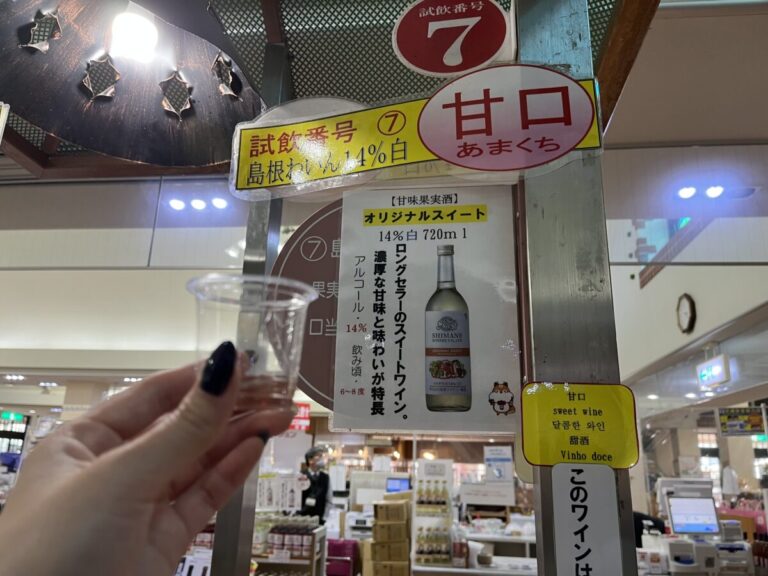 試飲番号
7
試飲番号 ⑦
島根わいん14%白
甘口
あまくち
【甘味果実酒】
オリジナルスイート
14%白 720ml
ロングセラーのスイートワイン。
濃厚な甘味と味わいが特長
アルコール・14% 飲み頃・6~8度
SHIMANE
⑦島
果実
甘口
sweet wine
달콤한 와인
甜酒
Vinho doce
このワインは